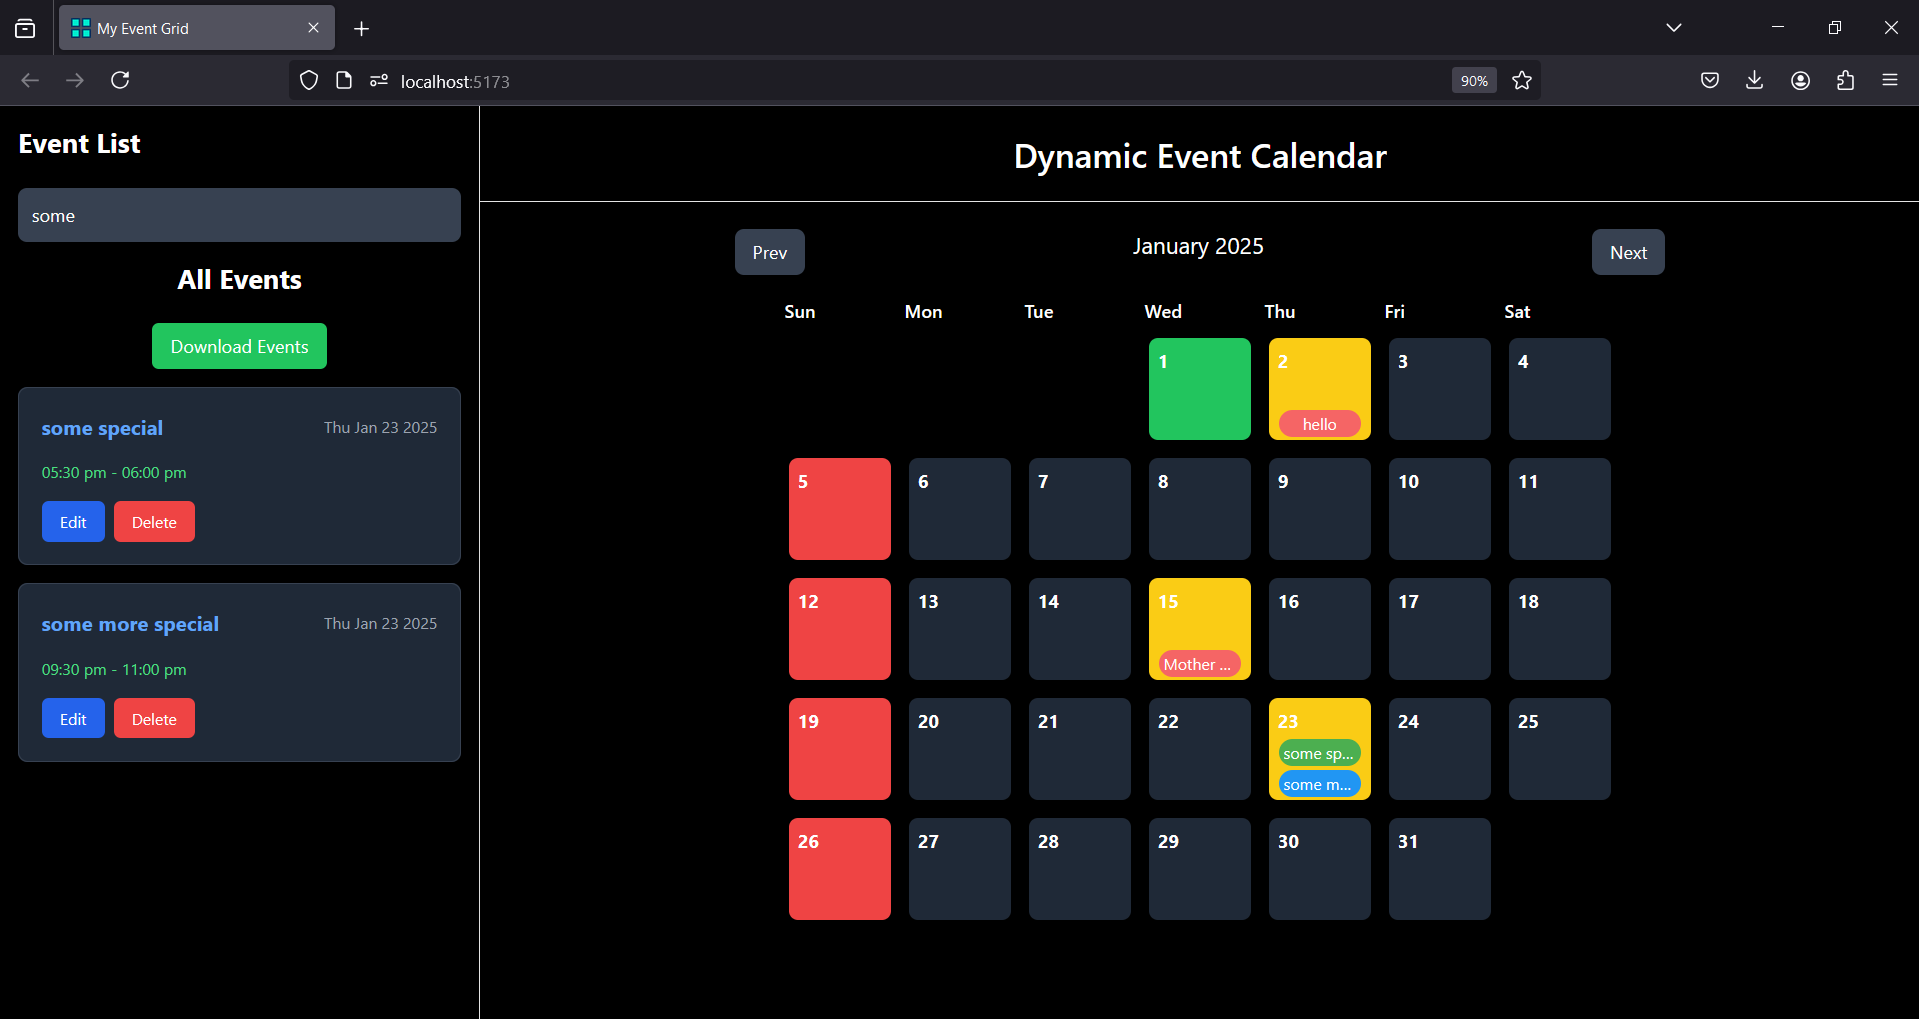 My Event Grid
localhost:5173
90%
Event List
some
All Events
Download Events
some special
Thu Jan 23 2025
05:30 pm - 06:00 pm
Edit
Delete
some more special
Thu Jan 23 2025
09:30 pm - 11:00 pm
Edit
Delete
Dynamic Event Calendar
Prev
January 2025
Next
Sun Mon Tue Wed Thu Fri Sat
1 2 3 4
hello
5 6 7 8 9 10 11
12 13 14 15 16 17 18
Mother ...
19 20 21 22 23 24 25
some sp...
some m...
26 27 28 29 30 31